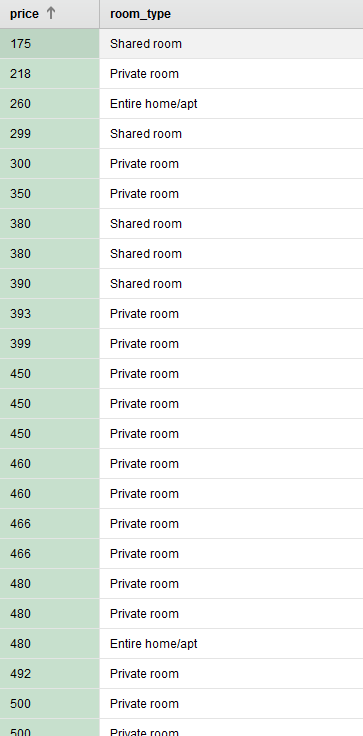 price room_type
175 Shared room
218 Private room
260 Entire home/apt
299 Shared room
300 Private room
350 Private room
380 Shared room
380 Shared room
390 Shared room
393 Private room
399 Private room
450 Private room
450 Private room
450 Private room
460 Private room
460 Private room
466 Private room
466 Private room
480 Private room
480 Private room
480 Entire home/apt
492 Private room
500 Private room
500 Private room